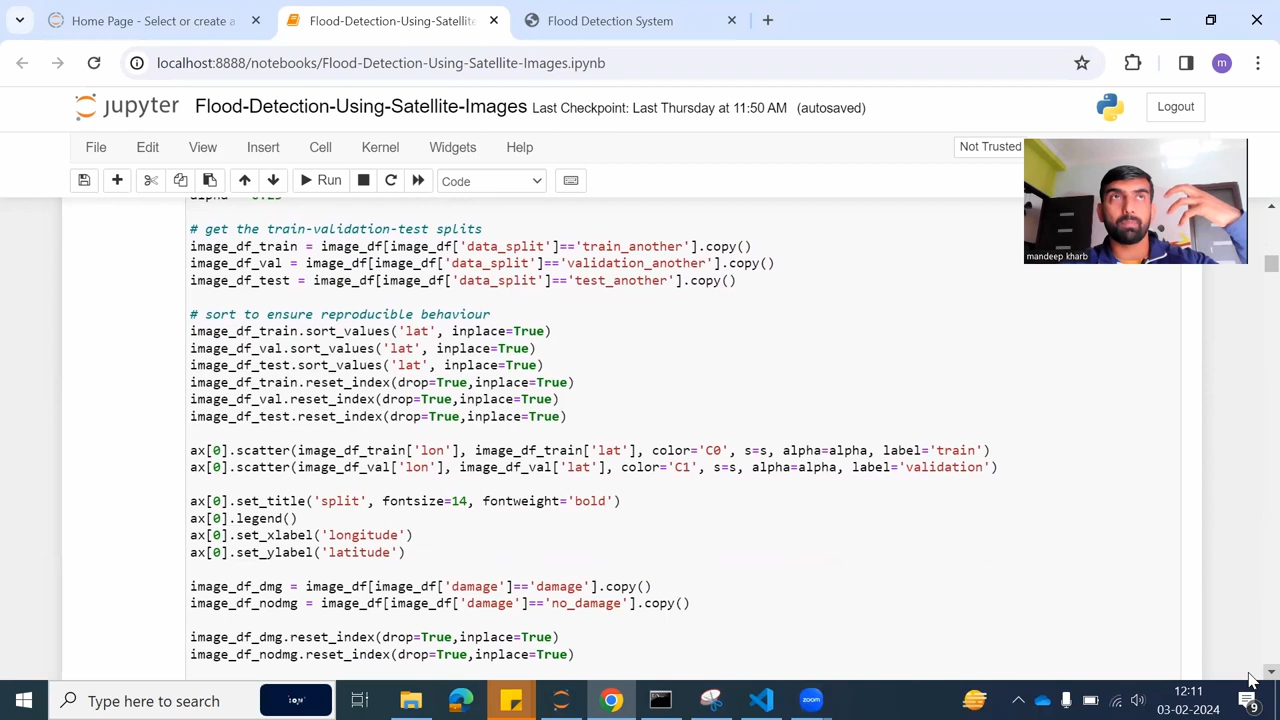 Home Page - Select or create a
Flood-Detection-Using-Satellite
Flood Detection System
localhost:8888/notebooks/Flood-Detection-Using-Satellite-Images.ipynb
m
jupyter
Flood-Detection-Using-Satellite-Images Last Checkpoint: Last Thursday at 11:50 AM (autosaved)
Logout
File Edit View Insert Cell Kernel Widgets Help
Not Trusted
Run
Code
# get the train-validation-test splits
image_df_train = image_df[image_df['data_split']=='train_another'].copy()
image_df_val = image_df[image_df['data_split']=='validation_another'].copy()
image_df_test = image_df[image_df['data_split']=='test_another'].copy()
# sort to ensure reproducible behaviour
image_df_train.sort_values('lat', inplace=True)
image_df_val.sort_values('lat', inplace=True)
image_df_test.sort_values('lat', inplace=True)
image_df_train.reset_index(drop=True,inplace=True)
image_df_val.reset_index(drop=True,inplace=True)
image_df_test.reset_index(drop=True,inplace=True)
ax[0].scatter(image_df_train['lon'], image_df_train['lat'], color='C0', s=s, alpha=alpha, label='train')
ax[0].scatter(image_df_val['lon'], image_df_val['lat'], color='C1', s=s, alpha=alpha, label='validation')
ax[0].set_title('split', fontsize=14, fontweight='bold')
ax[0].legend()
ax[0].set_xlabel('longitude')
ax[0].set_ylabel('latitude')
image_df_dmg = image_df[image_df['damage']=='damage'].copy()
image_df_nodmg = image_df[image_df['damage']=='no_damage'].copy()
image_df_dmg.reset_index(drop=True,inplace=True)
image_df_nodmg.reset_index(drop=True,inplace=True)
mandeep kharb
Type here to search
zoom
12:11
03-02-2024
9